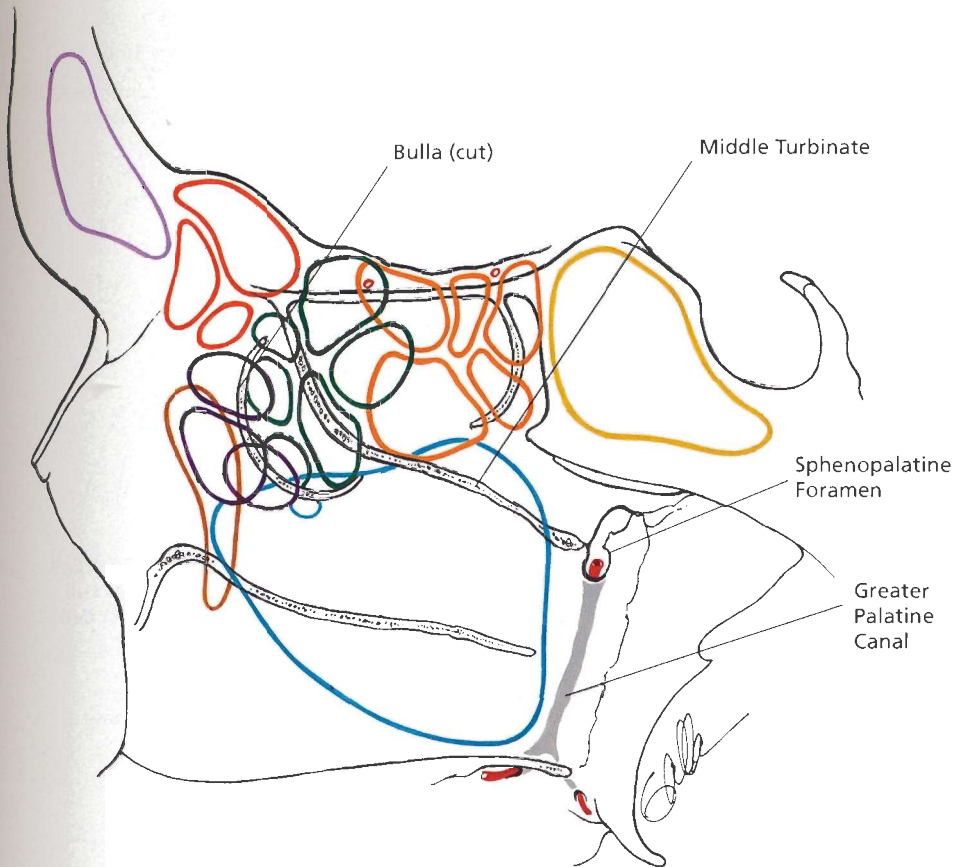 Bulla (cut)
Middle Turbinate
Sphenopalatine
Foramen
Greater
Palatine
Canal